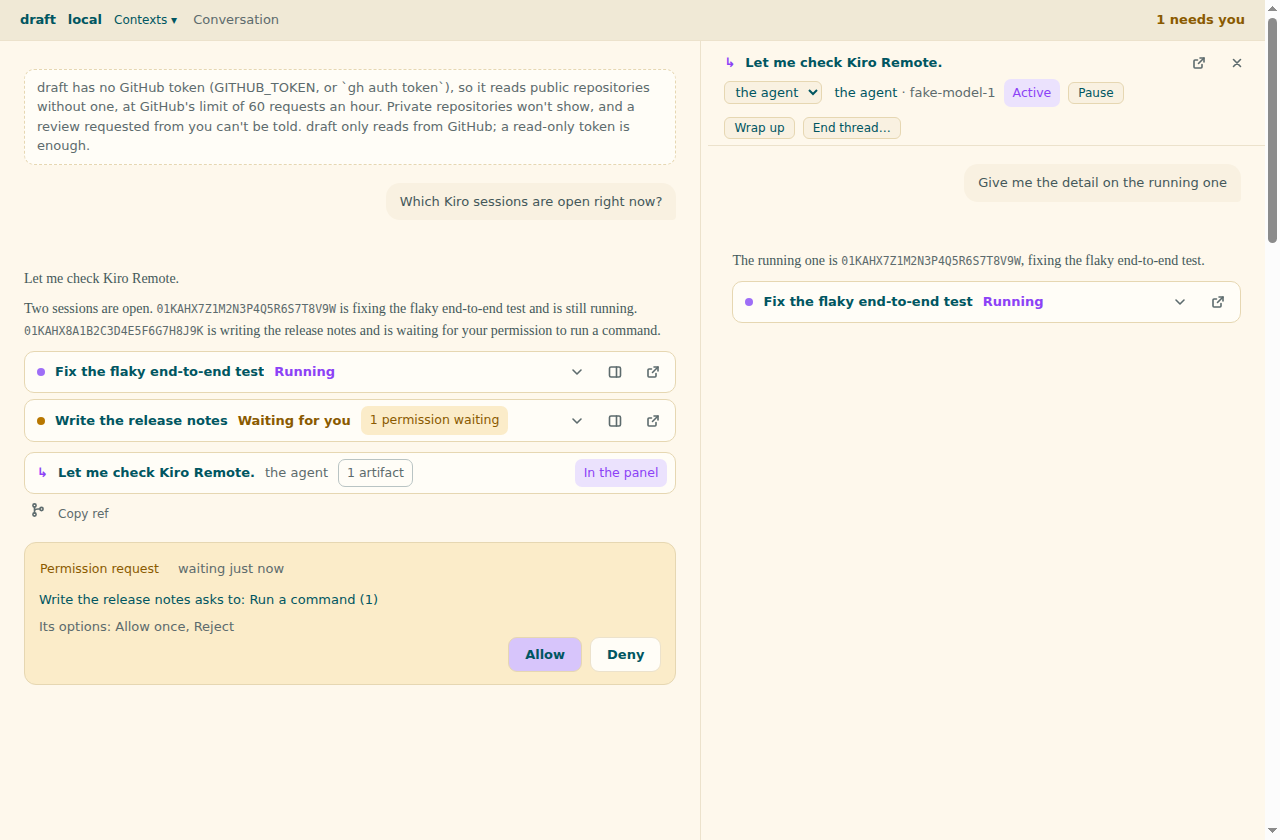 draft local Contexts ▾ Conversation 1 needs you
draft has no GitHub token (GITHUB_TOKEN, or `gh auth token`), so it reads public repositories
without one, at GitHub's limit of 60 requests an hour. Private repositories won't show, and a
review requested from you can't be told. draft only reads from GitHub; a read-only token is
enough.
Which Kiro sessions are open right now?
Let me check Kiro Remote.
Two sessions are open. 01KAHX7Z1M2N3P4Q5R6S7T8V9W is fixing the flaky end-to-end test and is still running.
01KAHX8A1B2C3D4E5F6G7H8J9K is writing the release notes and is waiting for your permission to run a command.
Fix the flaky end-to-end test Running
Write the release notes Waiting for you 1 permission waiting
↳ Let me check Kiro Remote. the agent 1 artifact In the panel
Copy ref
Permission request waiting just now
Write the release notes asks to: Run a command (1)
Its options: Allow once, Reject
Allow Deny
↳ Let me check Kiro Remote.
the agent the agent · fake-model-1 Active Pause
Wrap up End thread…
Give me the detail on the running one
The running one is 01KAHX7Z1M2N3P4Q5R6S7T8V9W, fixing the flaky end-to-end test.
Fix the flaky end-to-end test Running